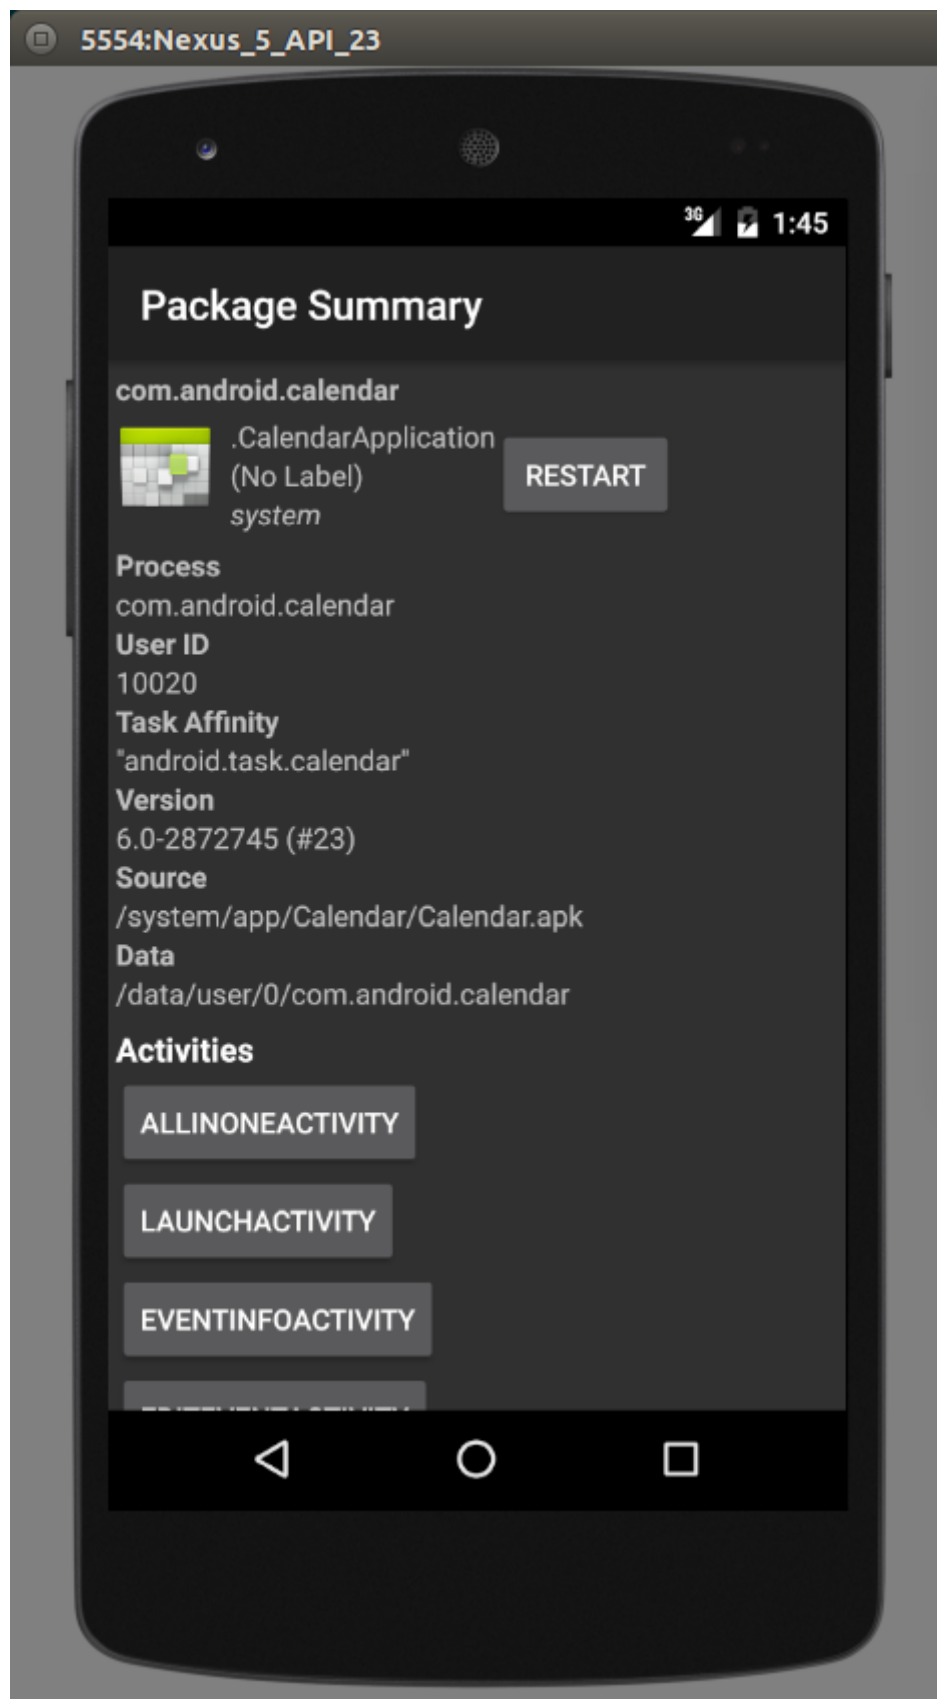 5554:Nexus_5_API_23
3G 1:45
Package Summary
com.android.calendar
.CalendarApplication
(No Label)
RESTART
system
Process
com.android.calendar
User ID
10020
Task Affinity
"android.task.calendar"
Version
6.0-2872745 (#23)
Source
/system/app/Calendar/Calendar.apk
Data
/data/user/0/com.android.calendar
Activities
ALLINONEACTIVITY
LAUNCHACTIVITY
EVENTINFOACTIVITY